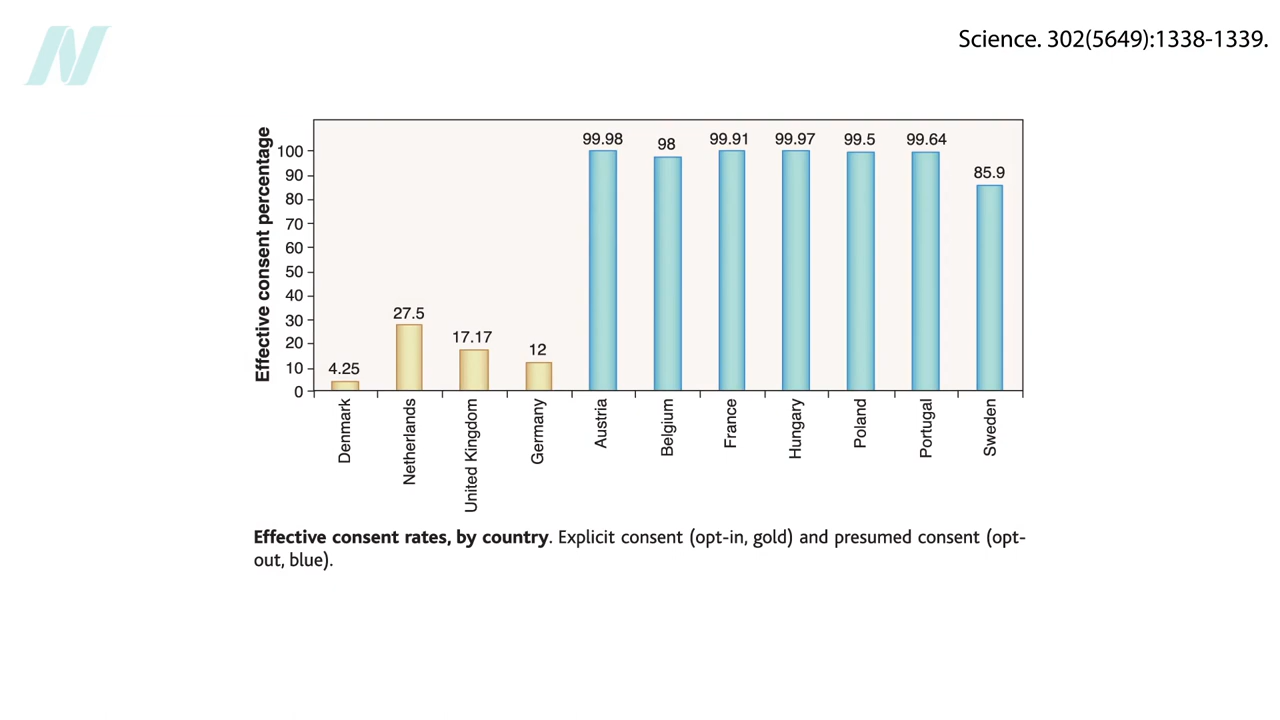 Science. 302(5649):1338-1339.
Effective consent percentage
100
90
80
70
60
50
40
30
20
10
0
4.25
27.5
17.17
12
99.98
98
99.91
99.97
99.5
99.64
85.9
Denmark
Netherlands
United Kingdom
Germany
Austria
Belgium
France
Hungary
Poland
Portugal
Sweden
Effective consent rates, by country. Explicit consent (opt-in, gold) and presumed consent (opt-
out, blue).